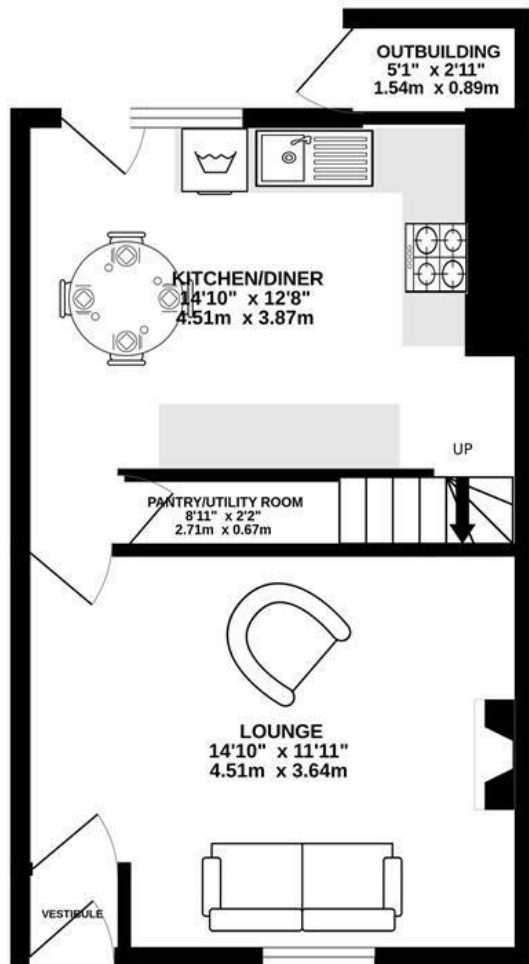 OUTBUILDING
5'1" x 2'11"
1.54m x 0.89m
KITCHEN/DINER
14'10" x 12'8"
4.51m x 3.87m
UP
PANTRY/UTILITY ROOM
8'11" x 2'2"
2.71m x 0.67m
LOUNGE
14'10" x 11'11"
4.51m x 3.64m
VESTIBULE